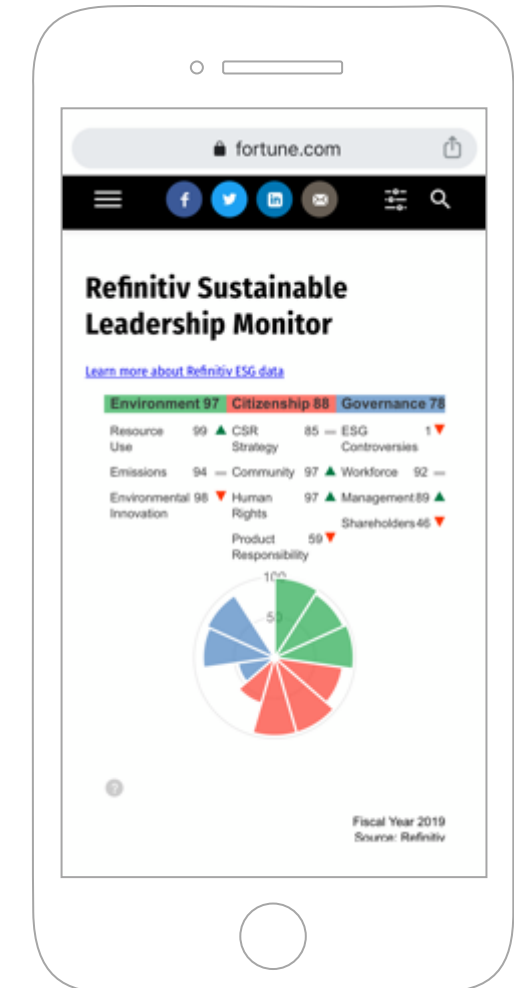 fortune.com
f
in
Refinitiv Sustainable
Leadership Monitor
Learn more about Refinitiv ESG data
Environment 97 Citizenship 88 Governance 78
Resource Use 99 ▲
Emissions 94 —
Environmental Innovation 98 ▼
CSR Strategy 85 —
Community 97 ▲
Human Rights 97 ▲
Product Responsibility 59 ▼
ESG Controversies 1 ▼
Workforce 92 —
Management 89 ▲
Shareholders 46 ▼
100
50
?
Fiscal Year 2019
Source: Refinitiv